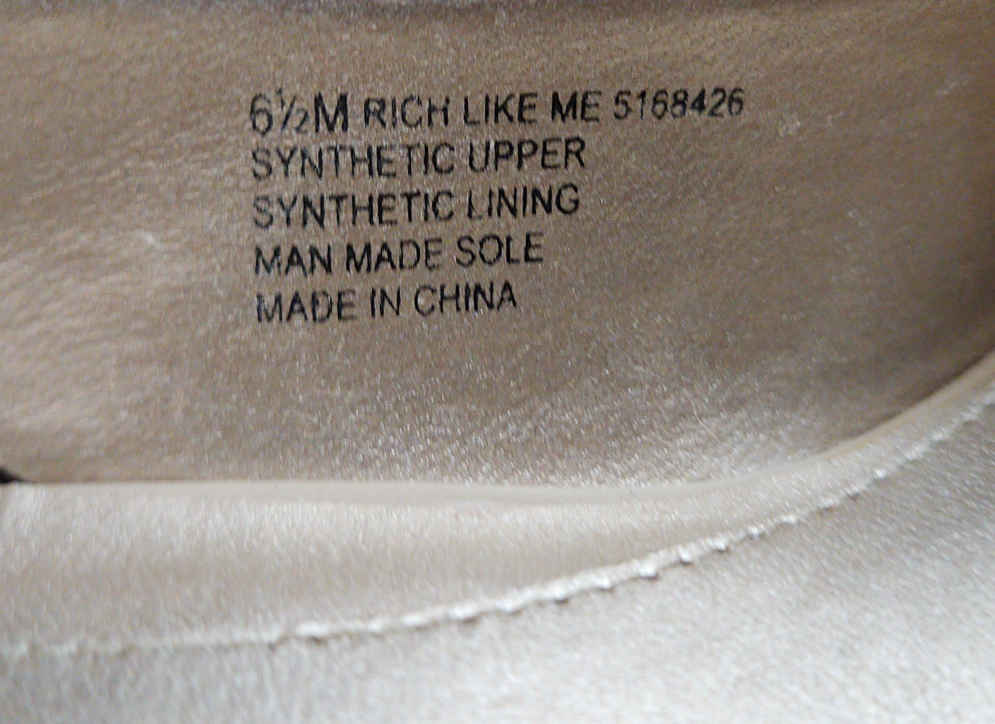 6½M RICH LIKE ME 5168426
SYNTHETIC UPPER
SYNTHETIC LINING
MAN MADE SOLE
MADE IN CHINA